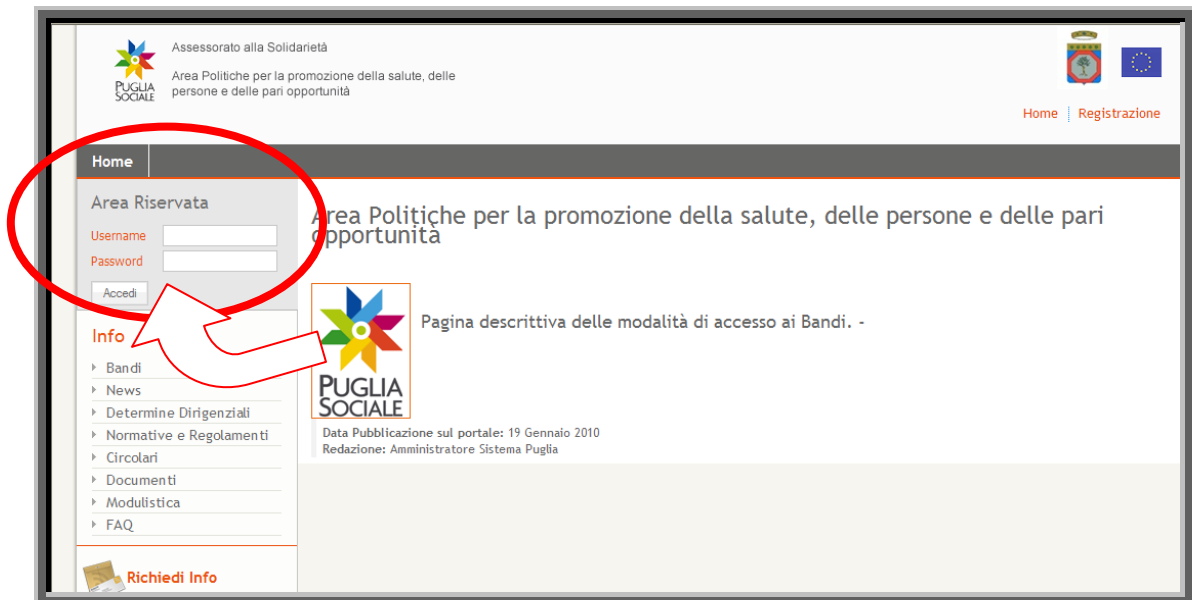 Assessorato alla Solidarietà
Area Politiche per la promozione della salute, delle
persone e delle pari opportunità
PUGLIA
SOCIALE
Home Registrazione
Home
Area Riservata
Username
Password
Accedi
Info
Bandi
News
Determine Dirigenziali
Normative e Regolamenti
Circolari
Documenti
Modulistica
FAQ
Richiedi Info
Area Politiche per la promozione della salute, delle persone e delle pari
opportunità
Pagina descrittiva delle modalità di accesso ai Bandi. -
PUGLIA
SOCIALE
Data Pubblicazione sul portale: 19 Gennaio 2010
Redazione: Amministratore Sistema Puglia